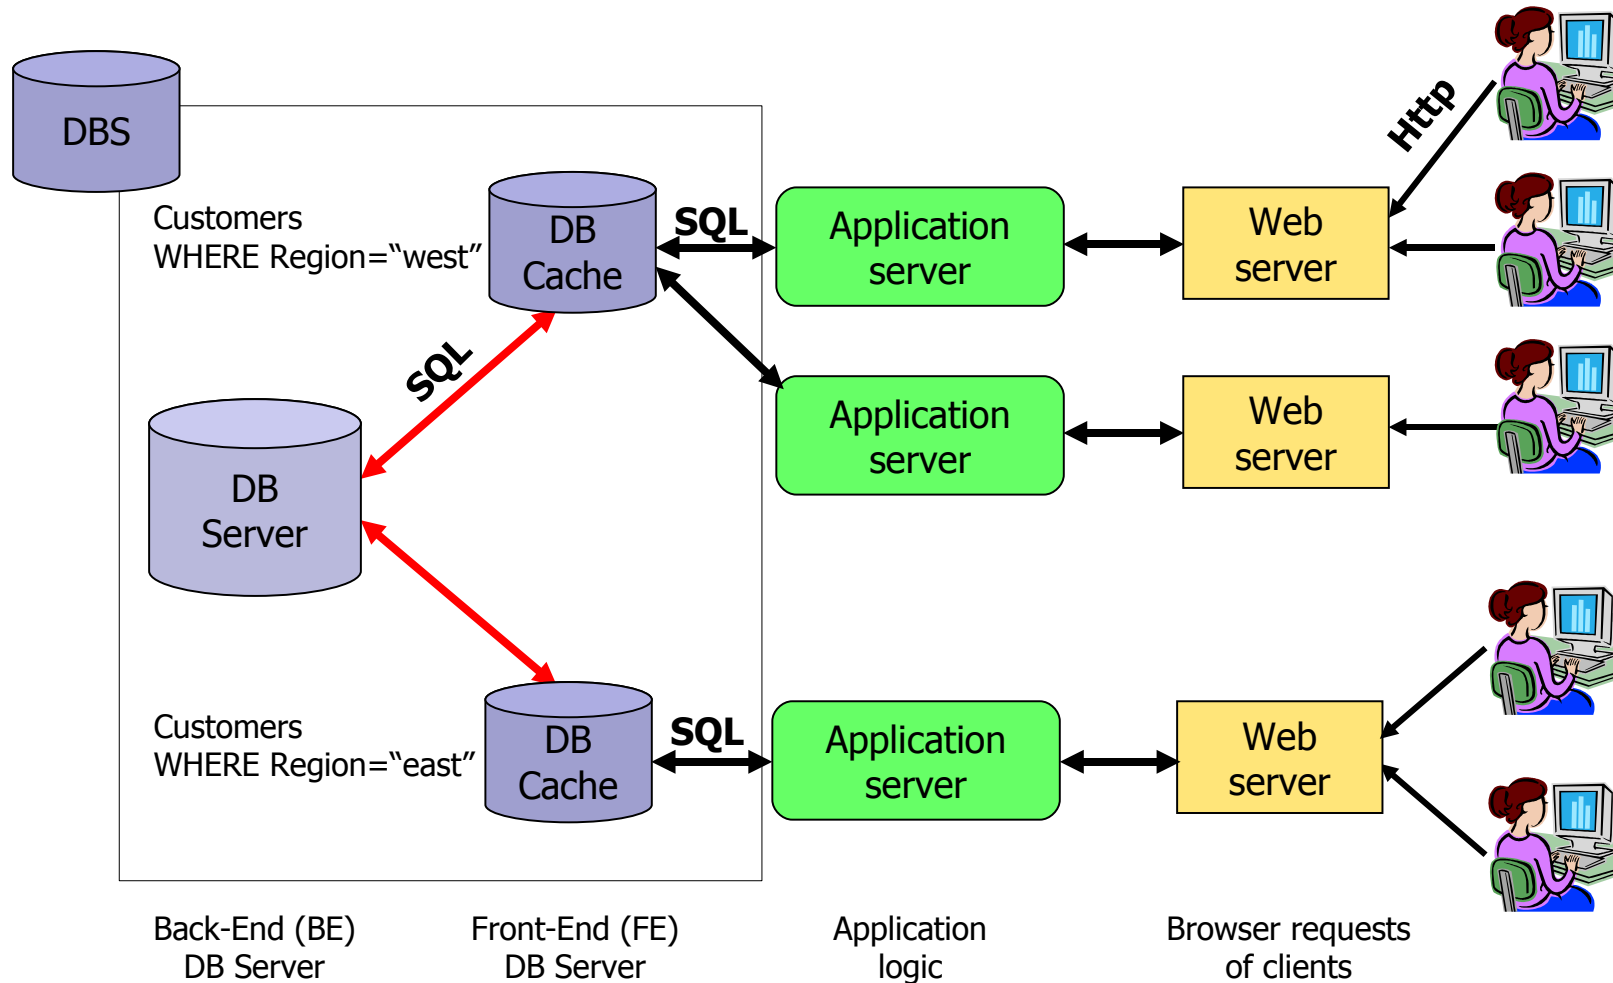 Http
DBS
Customers
WHERE Region=“west”
DB
Cache
SQL
Application
server
Web
server
SQL
Application
server
Web
server
DB
Server
Customers
WHERE Region=“east”
DB
Cache
SQL
Application
server
Web
server
Back-End (BE)
DB Server
Front-End (FE)
DB Server
Application
logic
Browser requests
of clients